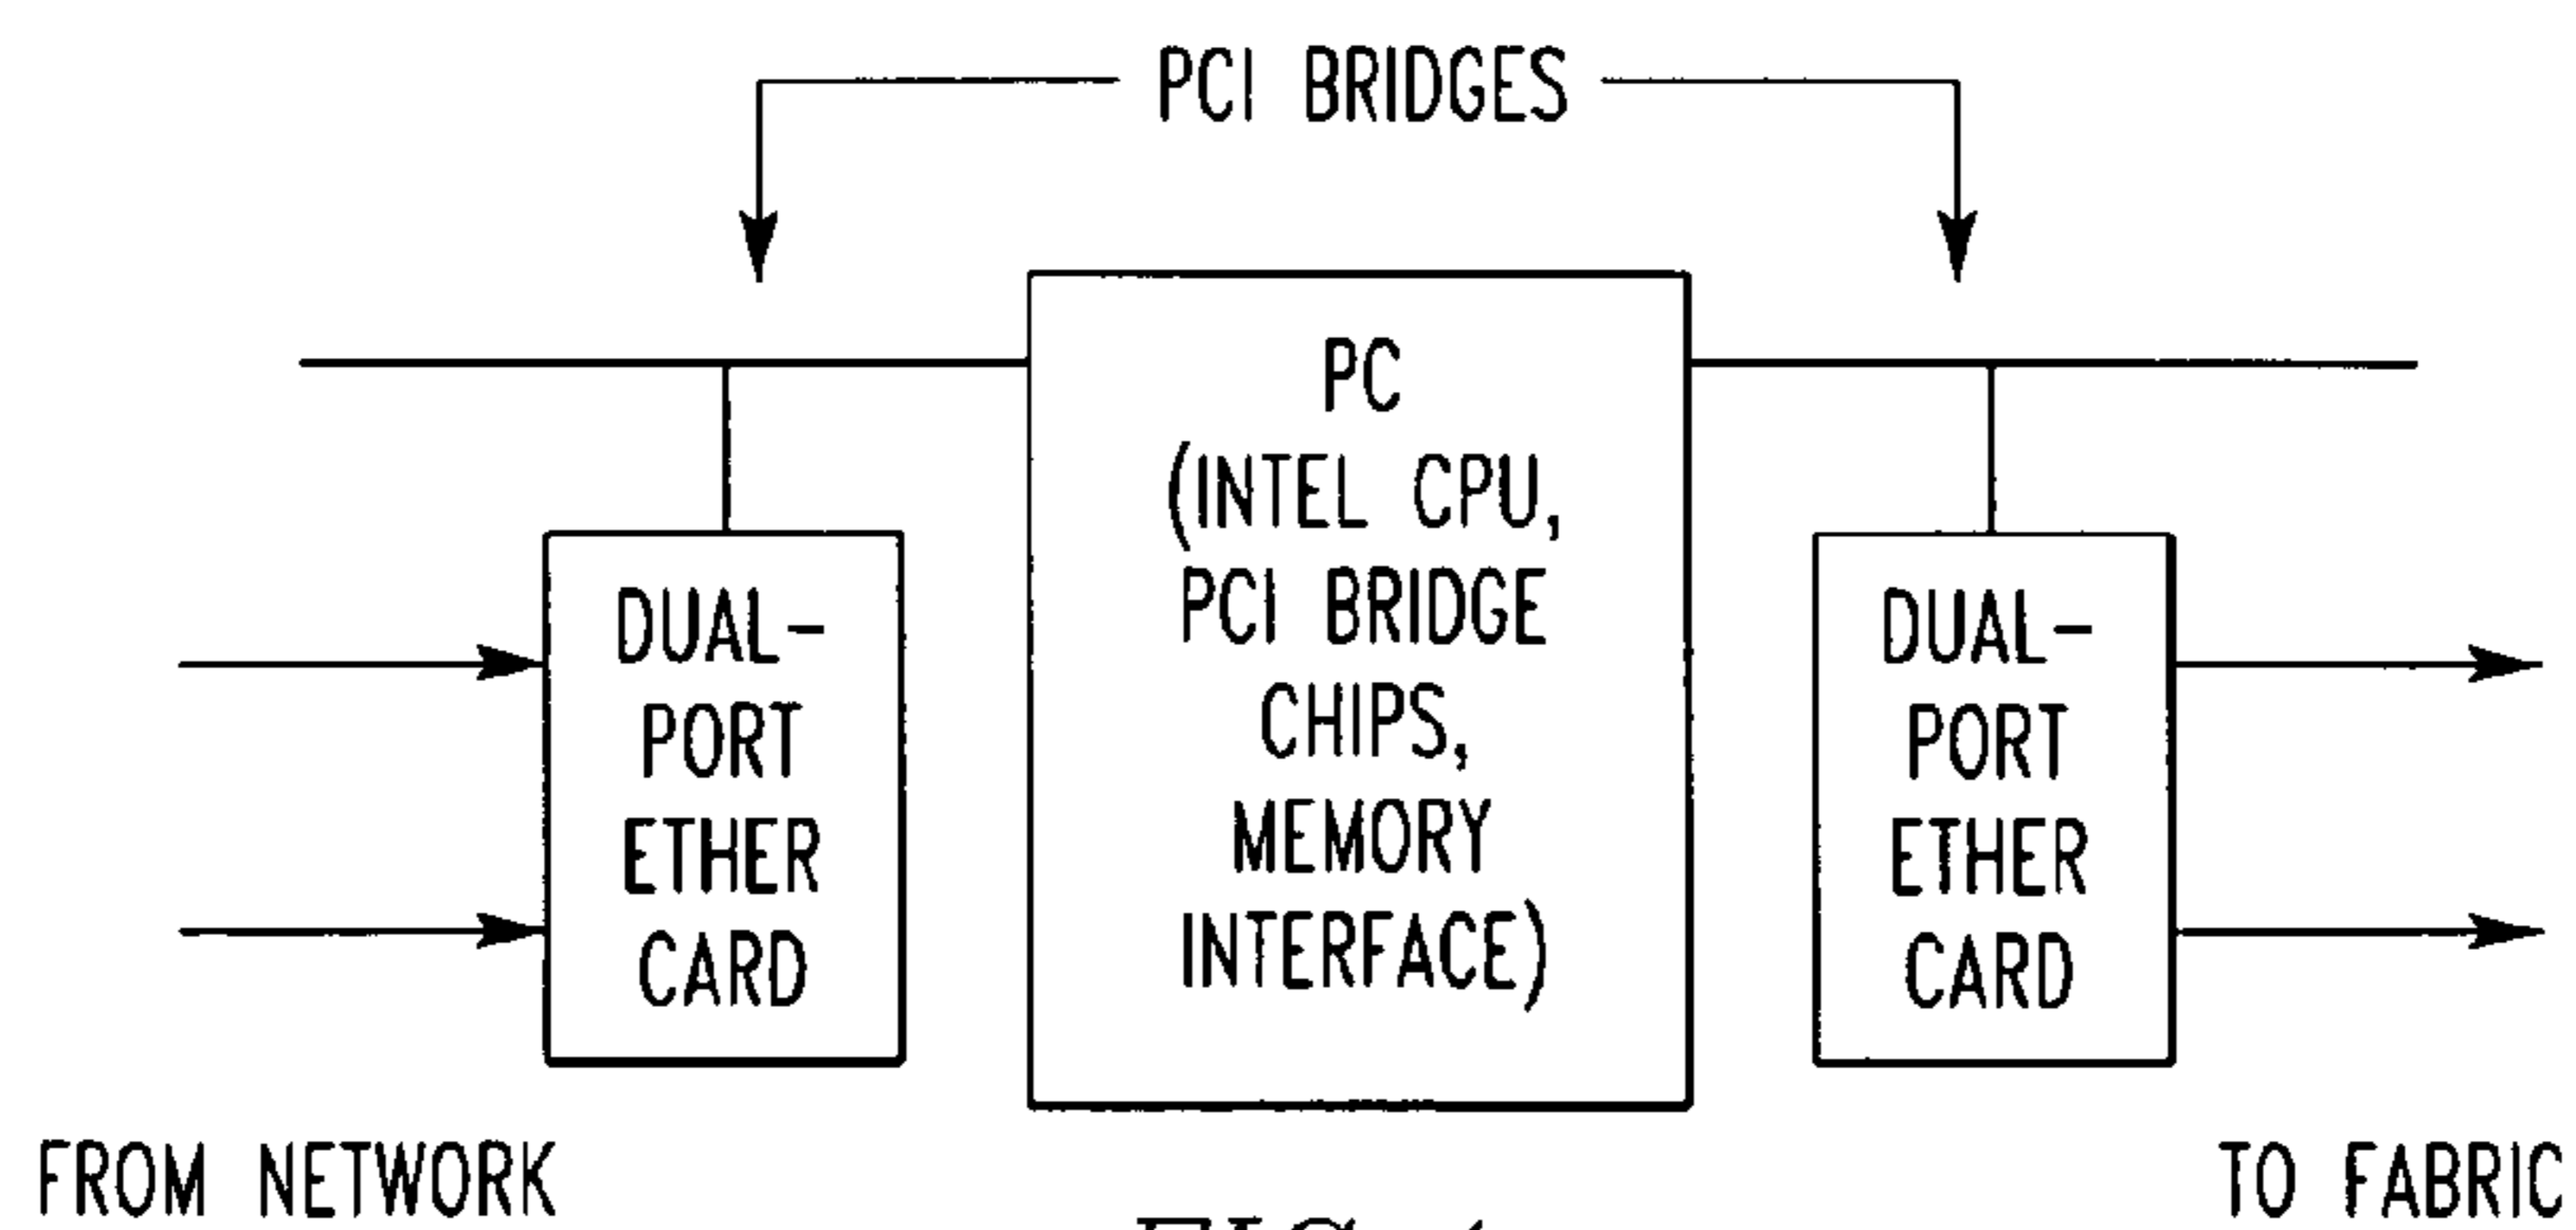 PCI BRIDGES
PC
(INTEL CPU,
PCI BRIDGE
CHIPS,
MEMORY
INTERFACE)
DUAL-
PORT
ETHER
CARD
DUAL-
PORT
ETHER
CARD
FROM NETWORK
TO FABRIC